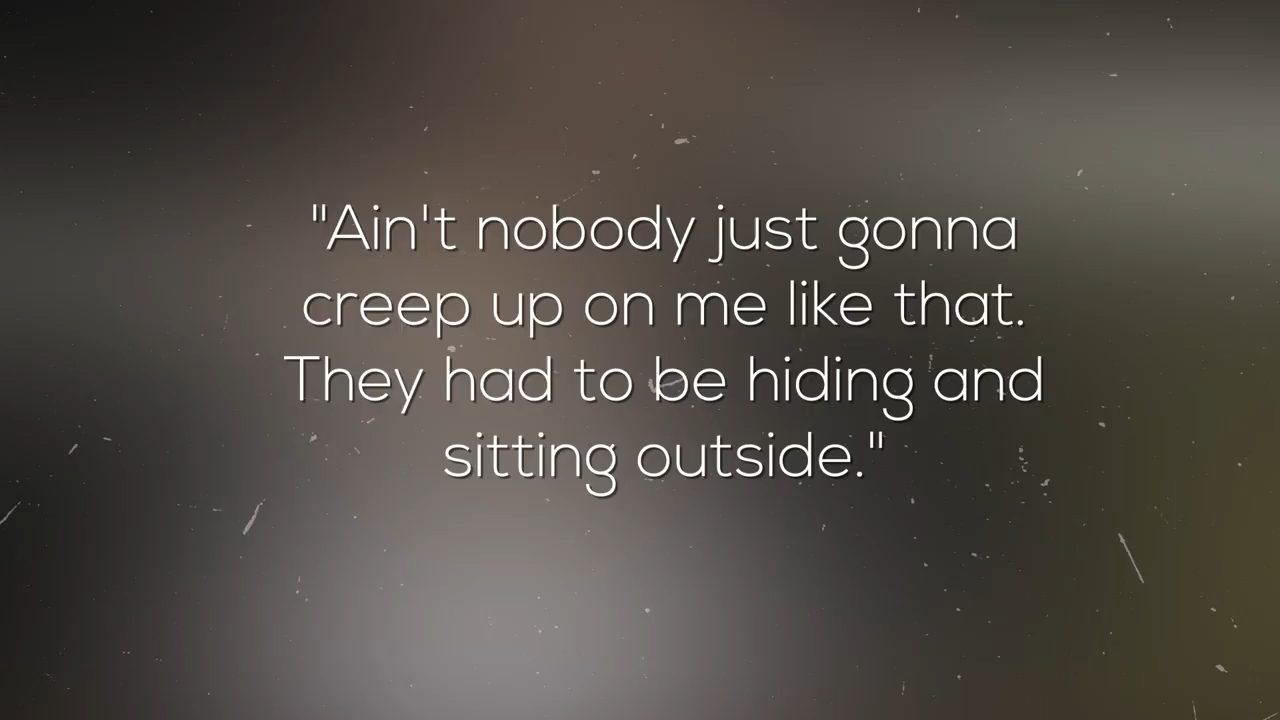 "Ain't nobody just gonna
creep up on me like that.
They had to be hiding and
sitting outside."